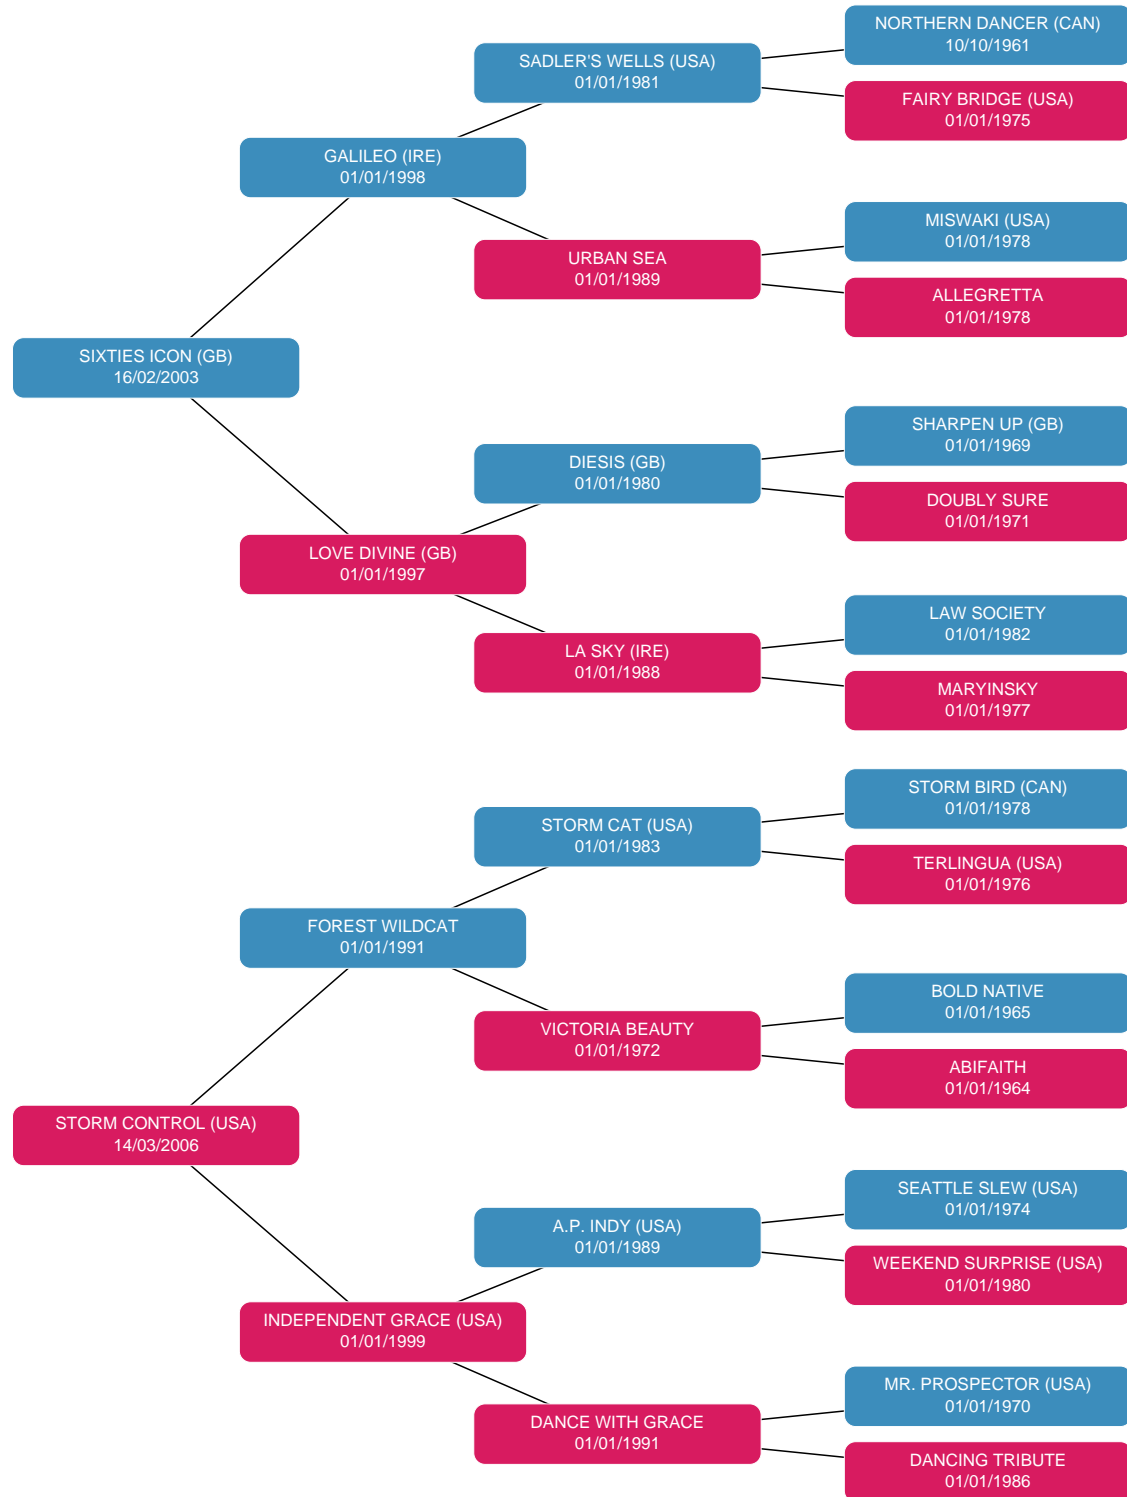 NORTHERN DANCER (CAN)
10/10/1961
SADLER'S WELLS (USA)
01/01/1981
FAIRY BRIDGE (USA)
01/01/1975
GALILEO (IRE)
01/01/1998
MISWAKI (USA)
01/01/1978
URBAN SEA
01/01/1989
ALLEGRETTA
01/01/1978
SIXTIES ICON (GB)
16/02/2003
SHARPEN UP (GB)
01/01/1969
DIESIS (GB)
01/01/1980
DOUBLY SURE
01/01/1971
LOVE DIVINE (GB)
01/01/1997
LAW SOCIETY
01/01/1982
LA SKY (IRE)
01/01/1988
MARYINSKY
01/01/1977
STORM BIRD (CAN)
01/01/1978
STORM CAT (USA)
01/01/1983
TERLINGUA (USA)
01/01/1976
FOREST WILDCAT
01/01/1991
BOLD NATIVE
01/01/1965
VICTORIA BEAUTY
01/01/1972
ABIFAITH
01/01/1964
STORM CONTROL (USA)
14/03/2006
SEATTLE SLEW (USA)
01/01/1974
A.P. INDY (USA)
01/01/1989
WEEKEND SURPRISE (USA)
01/01/1980
INDEPENDENT GRACE (USA)
01/01/1999
MR. PROSPECTOR (USA)
01/01/1970
DANCE WITH GRACE
01/01/1991
DANCING TRIBUTE
01/01/1986